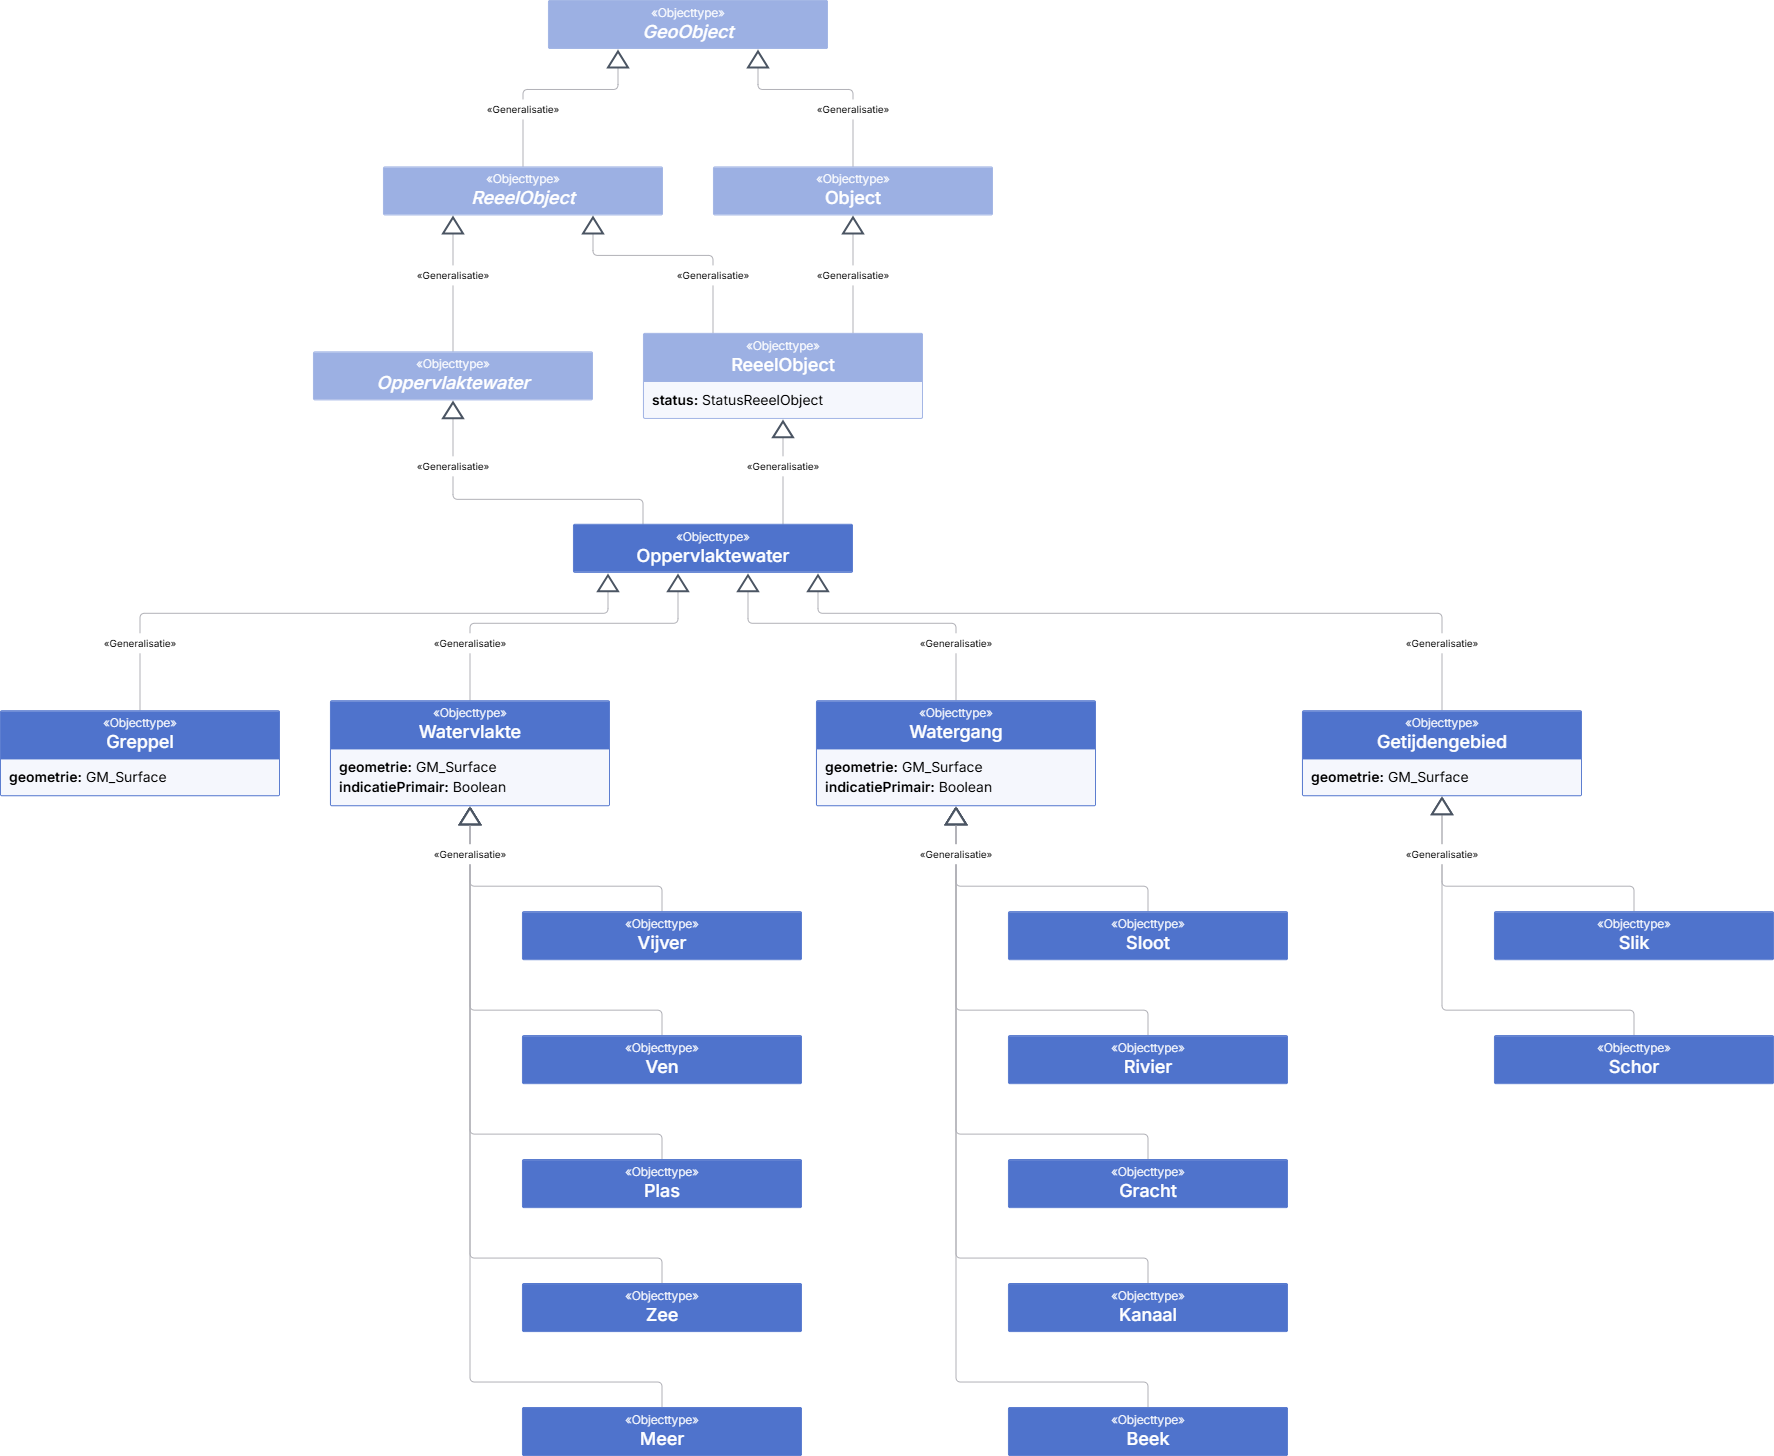 «Objecttype»
GeoObject
«Generalisatie»
«Generalisatie»
«Objecttype»
ReeelObject
«Objecttype»
Object
«Generalisatie»
«Generalisatie»
«Generalisatie»
«Objecttype»
Oppervlaktewater
«Objecttype»
ReeelObject
status: StatusReeelObject
«Generalisatie»
«Generalisatie»
«Objecttype»
Oppervlaktewater
«Generalisatie»
«Generalisatie»
«Generalisatie»
«Generalisatie»
«Objecttype»
Greppel
geometrie: GM_Surface
«Objecttype»
Watervlakte
geometrie: GM_Surface
indicatiePrimair: Boolean
«Objecttype»
Watergang
geometrie: GM_Surface
indicatiePrimair: Boolean
«Objecttype»
Getijdengebied
geometrie: GM_Surface
«Generalisatie»
«Generalisatie»
«Generalisatie»
«Objecttype»
Vijver
«Objecttype»
Sloot
«Objecttype»
Slik
«Objecttype»
Ven
«Objecttype»
Rivier
«Objecttype»
Schor
«Objecttype»
Plas
«Objecttype»
Gracht
«Objecttype»
Zee
«Objecttype»
Kanaal
«Objecttype»
Meer
«Objecttype»
Beek